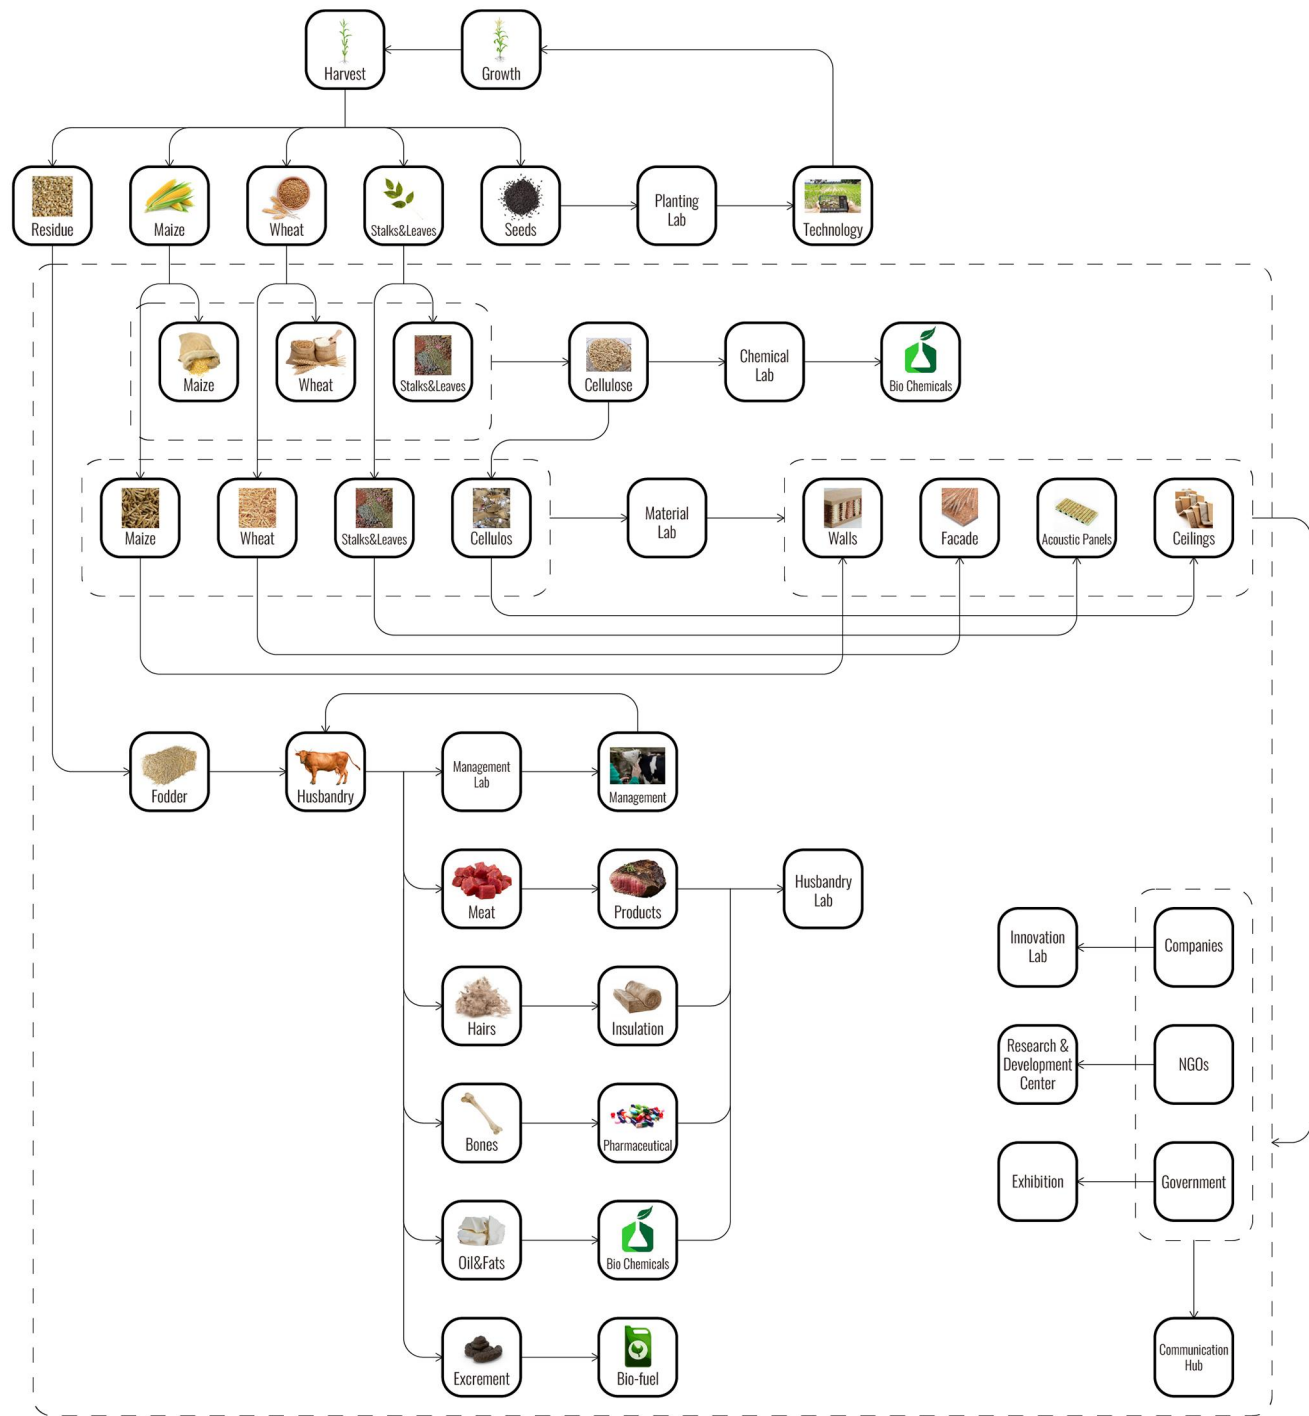 Harvest
Growth
Residue
Maize
Wheat
Stalks&Leaves
Seeds
Planting
Lab
Technology
Maize
Wheat
Stalks&Leaves
Cellulose
Chemical
Lab
Bio Chemicals
Maize
Wheat
Stalks&Leaves
Cellulos
Material
Lab
Walls
Facade
Acoustic Panels
Ceilings
Fodder
Husbandry
Management
Lab
Management
Meat
Products
Husbandry
Lab
Innovation
Lab
Companies
Hairs
Insulation
Research &
Development
Center
NGOs
Bones
Pharmaceutical
Exhibition
Government
Oil&Fats
Bio Chemicals
Excrement
Bio-fuel
Communication
Hub